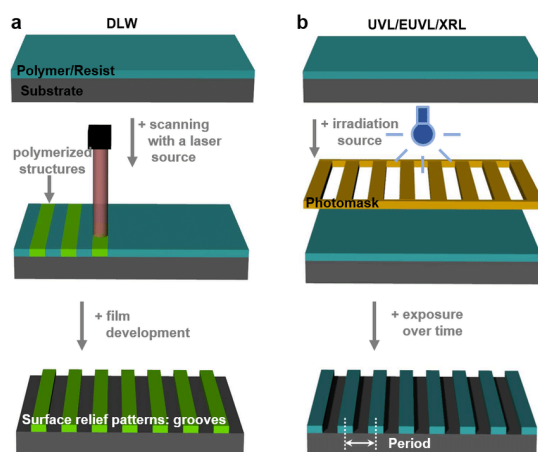 a
DLW
Polymer/Resist
Substrate
+ scanning
with a laser
source
polymerized
structures
+ film
development
Surface relief patterns: grooves
b
UVL/EUVL/XRL
+ irradiation
source
Photomask
+ exposure
over time
Period